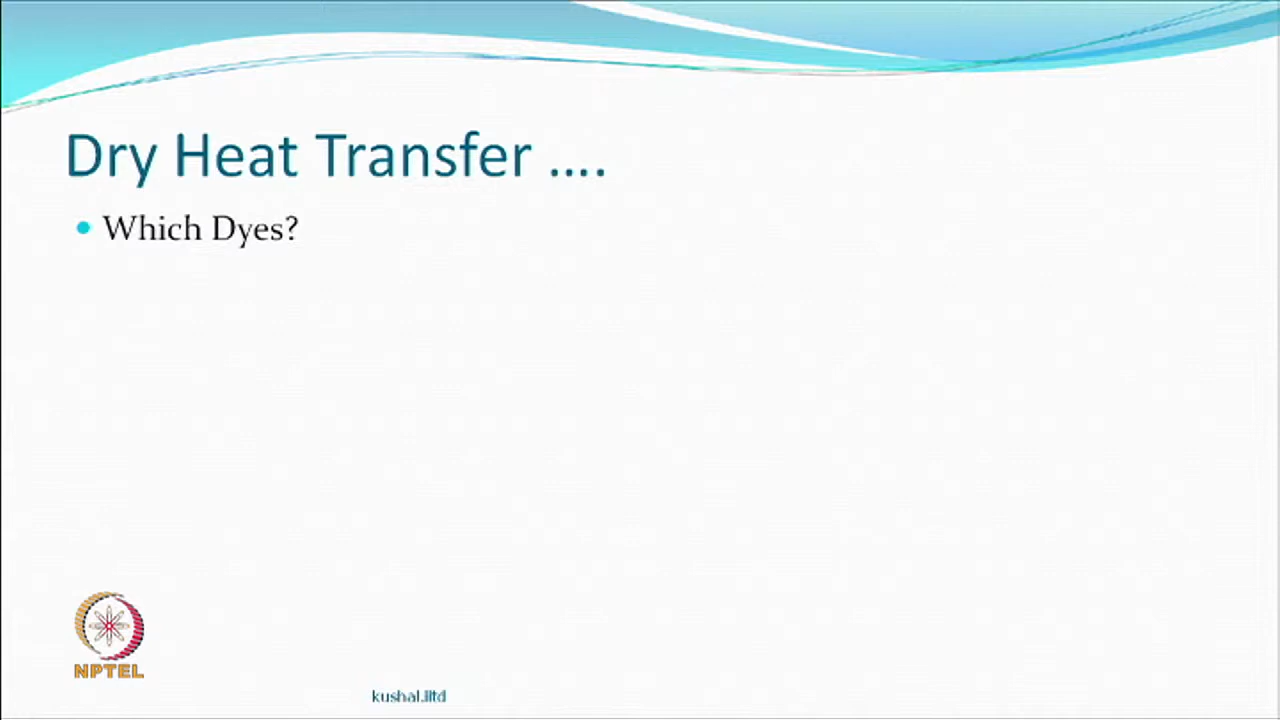 Dry Heat Transfer ....
Which Dyes?
NPTEL
kushal.iitd